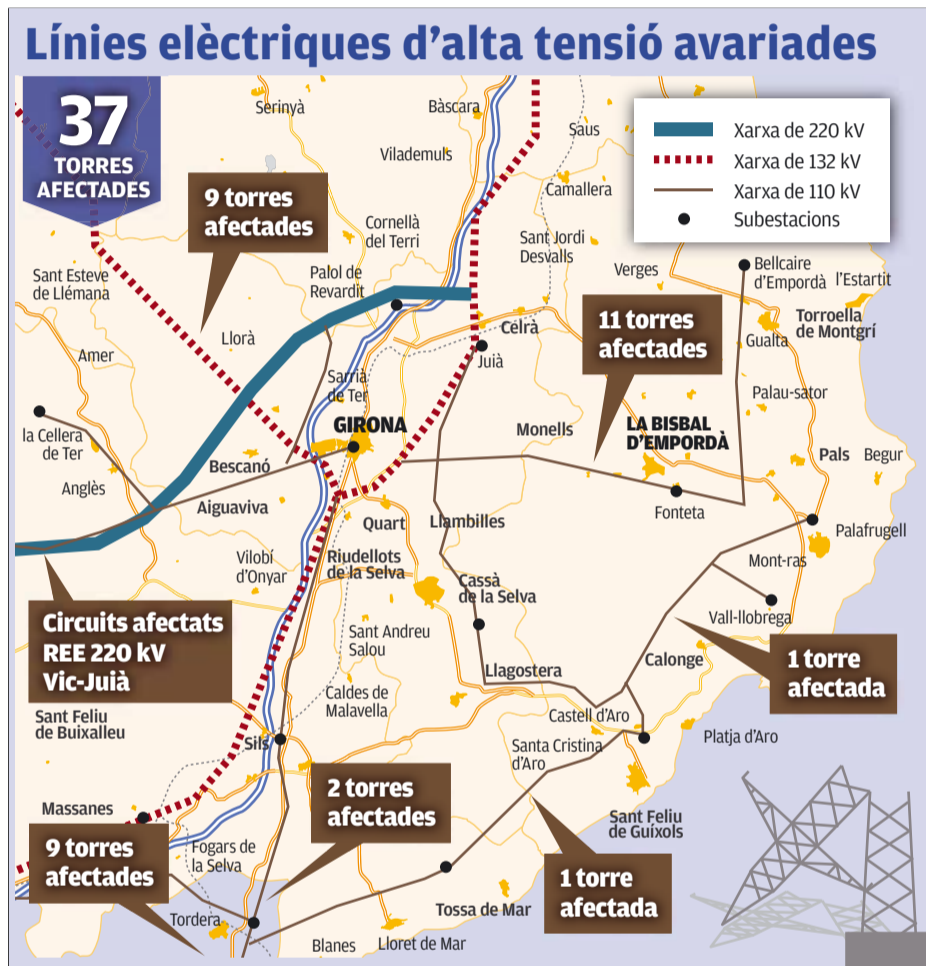 Línies elèctriques d'alta tensió avariades
37
TORRES
AFECTADES
Xarxa de 220 kV
Xarxa de 132 kV
Xarxa de 110 kV
Subestacions
Serinyà
Bàscara
Saus
Vilademuls
Camallera
9 torres
afectades
Cornellà
del Terri
Sant Jordi
Desvalls
Verges
Bellcaire
d'Empordà
l'Estartit
Sant Esteve
de Llémana
Palol de
Revardit
Torroella
de Montgrí
Llorà
Celrà
11 torres
afectades
Gualta
Amer
Juià
Sarrià
de Ter
Palau-sator
GIRONA
Monells
LA BISBAL
D'EMPORDÀ
la Cellera
de Ter
Bescanó
Pals
Begur
Anglès
Aiguaviva
Quart
Llambilles
Fonteta
Palafrugell
Vilobí
d'Onyar
Riudellots
de la Selva
Mont-ras
Cassà
de la Selva
Vall-llobrega
Circuits afectats
REE 220 kV
Vic-Juià
Sant Andreu
Salou
Llagostera
Calonge
1 torre
afectada
Caldes de
Malavella
Sant Feliu
de Buixalleu
Castell d'Aro
Platja d'Aro
Sils
Santa Cristina
d'Aro
2 torres
afectades
Massanes
Sant Feliu
de Guíxols
9 torres
afectades
Fogars de
la Selva
1 torre
afectada
Tordera
Tossa de Mar
Blanes
Lloret de Mar